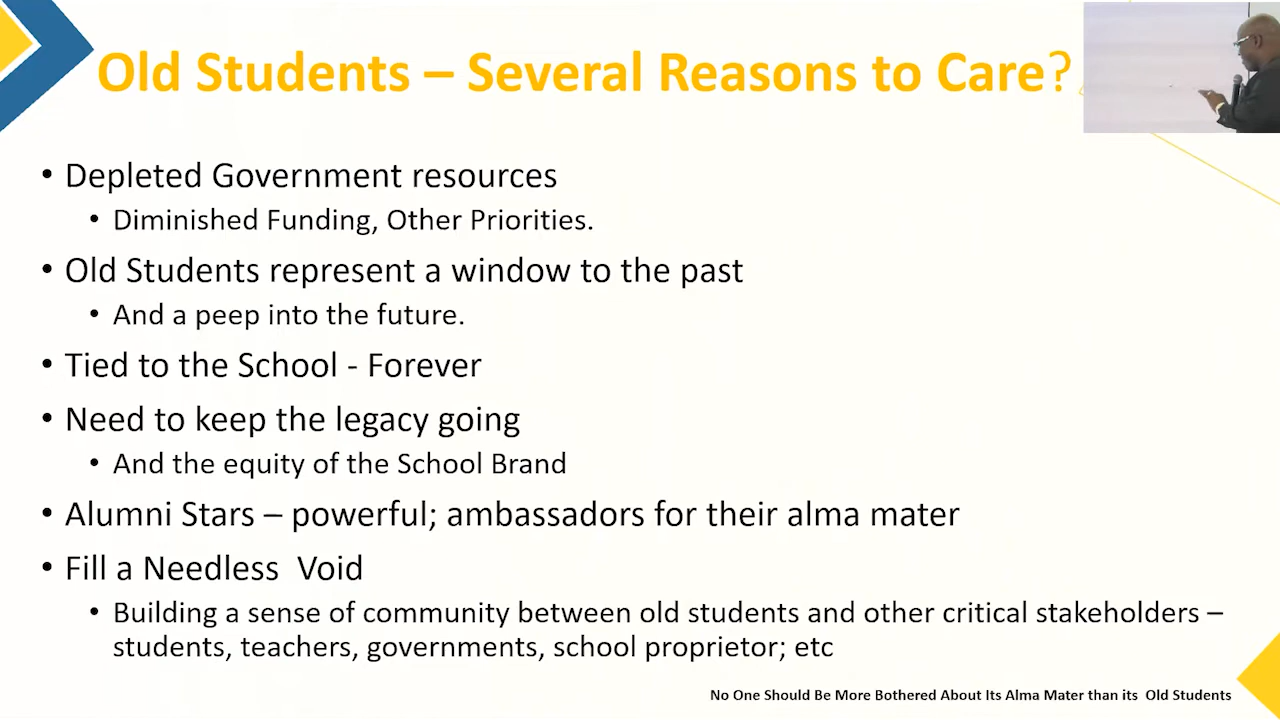 Old Students – Several Reasons to Care?
• Depleted Government resources
• Diminished Funding, Other Priorities.
• Old Students represent a window to the past
• And a peep into the future.
• Tied to the School - Forever
• Need to keep the legacy going
• And the equity of the School Brand
• Alumni Stars – powerful; ambassadors for their alma mater
• Fill a Needless  Void
• Building a sense of community between old students and other critical stakeholders –
students, teachers, governments, school proprietor; etc
No One Should Be More Bothered About Its Alma Mater than its  Old Students